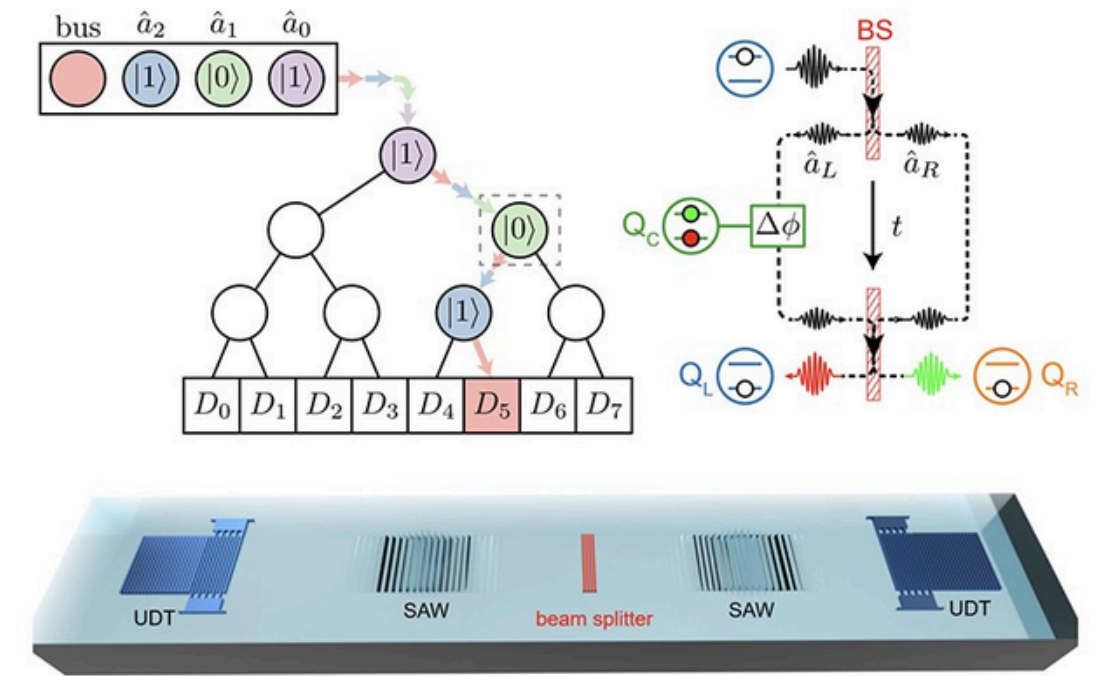 bus â₂ â₁ â₀
|1⟩ |0⟩ |1⟩
|1⟩
|0⟩
|1⟩
D₀ D₁ D₂ D₃ D₄ D₅ D₆ D₇
BS
â_L â_R
Q_C Δϕ t
Q_L Q_R
UDT SAW beam splitter SAW UDT